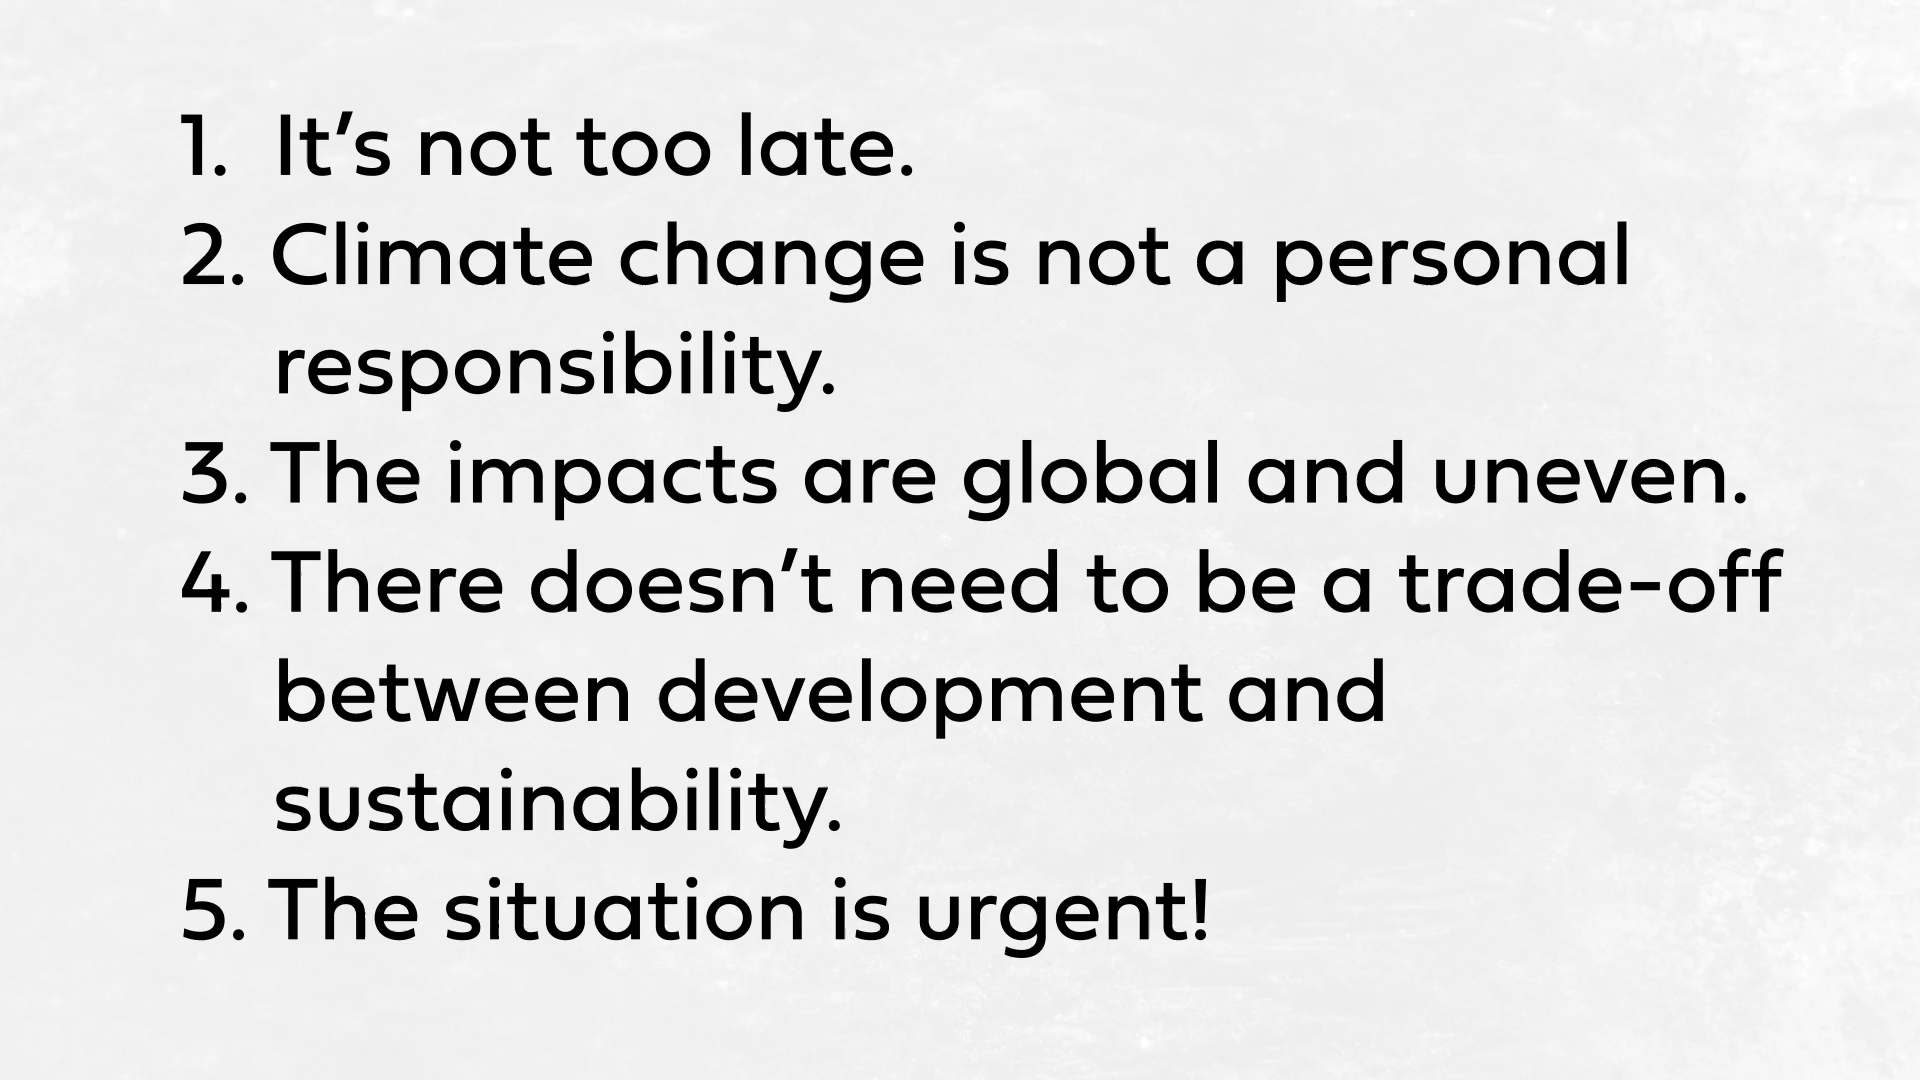 1. It’s not too late.
2. Climate change is not a personal
responsibility.
3. The impacts are global and uneven.
4. There doesn’t need to be a trade-off
between development and
sustainability.
5. The situation is urgent!